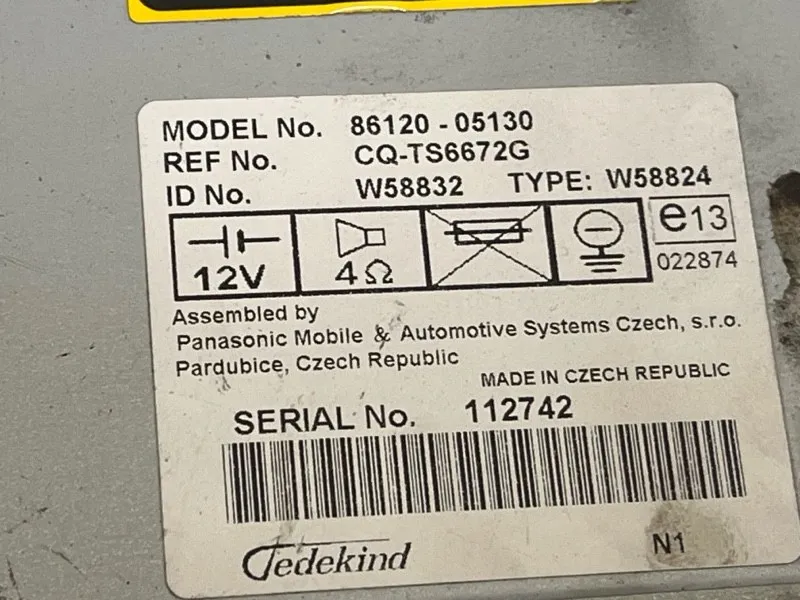 MODEL No. 86120 - 05130
REF No. CQ-TS6672G
ID No. W58832 TYPE: W58824
12V 4Ω e13
022874
Assembled by
Panasonic Mobile & Automotive Systems Czech, s.r.o.
Pardubice, Czech Republic
MADE IN CZECH REPUBLIC
SERIAL No. 112742
Tedekind N1